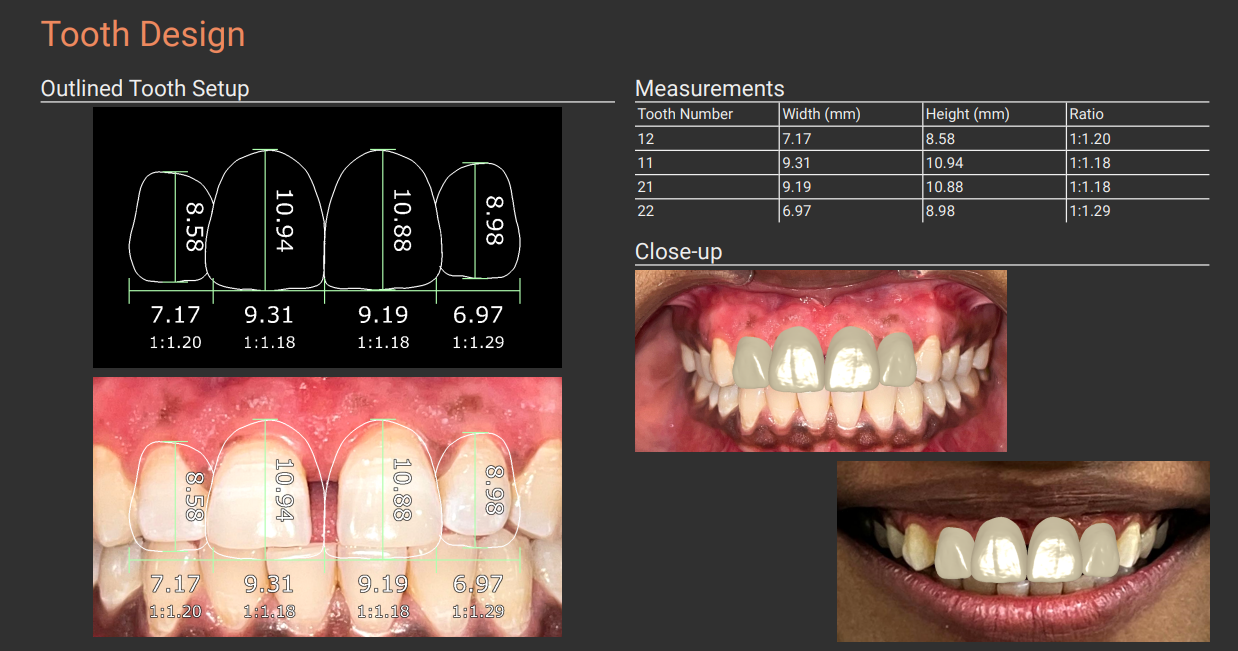 Tooth Design
Outlined Tooth Setup
8.58
10.94
10.88
8.98
7.17 9.31 9.19 6.97
1:1.20 1:1.18 1:1.18 1:1.29
8.58
10.94
10.88
8.98
7.17 9.31 9.19 6.97
1:1.20 1:1.18 1:1.18 1:1.29
Measurements
Tooth Number Width (mm) Height (mm) Ratio
12 7.17 8.58 1:1.20
11 9.31 10.94 1:1.18
21 9.19 10.88 1:1.18
22 6.97 8.98 1:1.29
Close-up